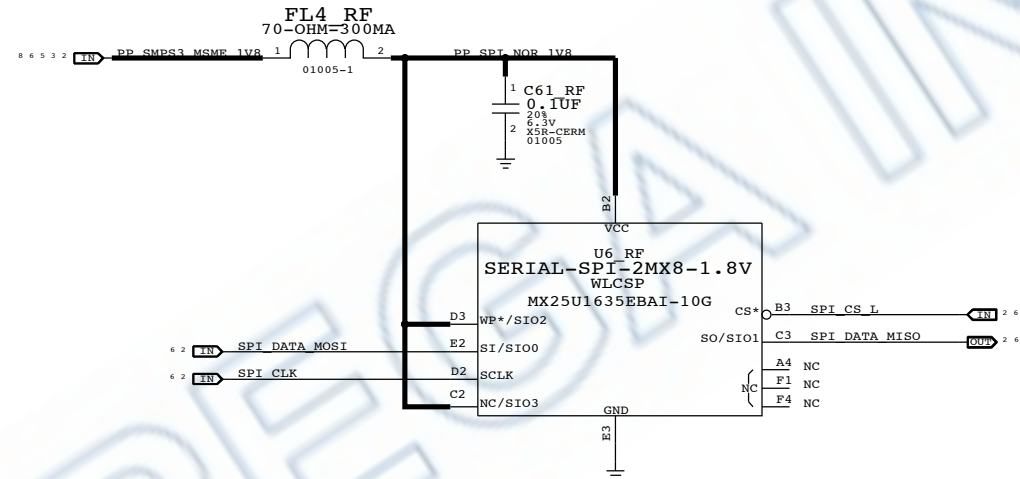 FL4_RF
70-OHM=300MA
8 6 5 3 2 IN PP_SMPS3_MSME_1V8 1 2 PP_SPI_NOR_1V8
01005-1
1 C61_RF
0.1UF
20%
6.3V
2 X5R-CERM
01005
B2
VCC
U6_RF
SERIAL-SPI-2MX8-1.8V
WLCSP
MX25U1635EBAI-10G
CS* B3 SPI_CS_L IN 2 6
D3 WP*/SIO2
SO/SIO1 C3 SPI_DATA_MISO OUT 2 6
6 2 IN SPI_DATA_MOSI E2 SI/SIO0
A4 NC
6 2 IN SPI_CLK D2 SCLK
NC F1 NC
C2 NC/SIO3
F4 NC
GND
E3